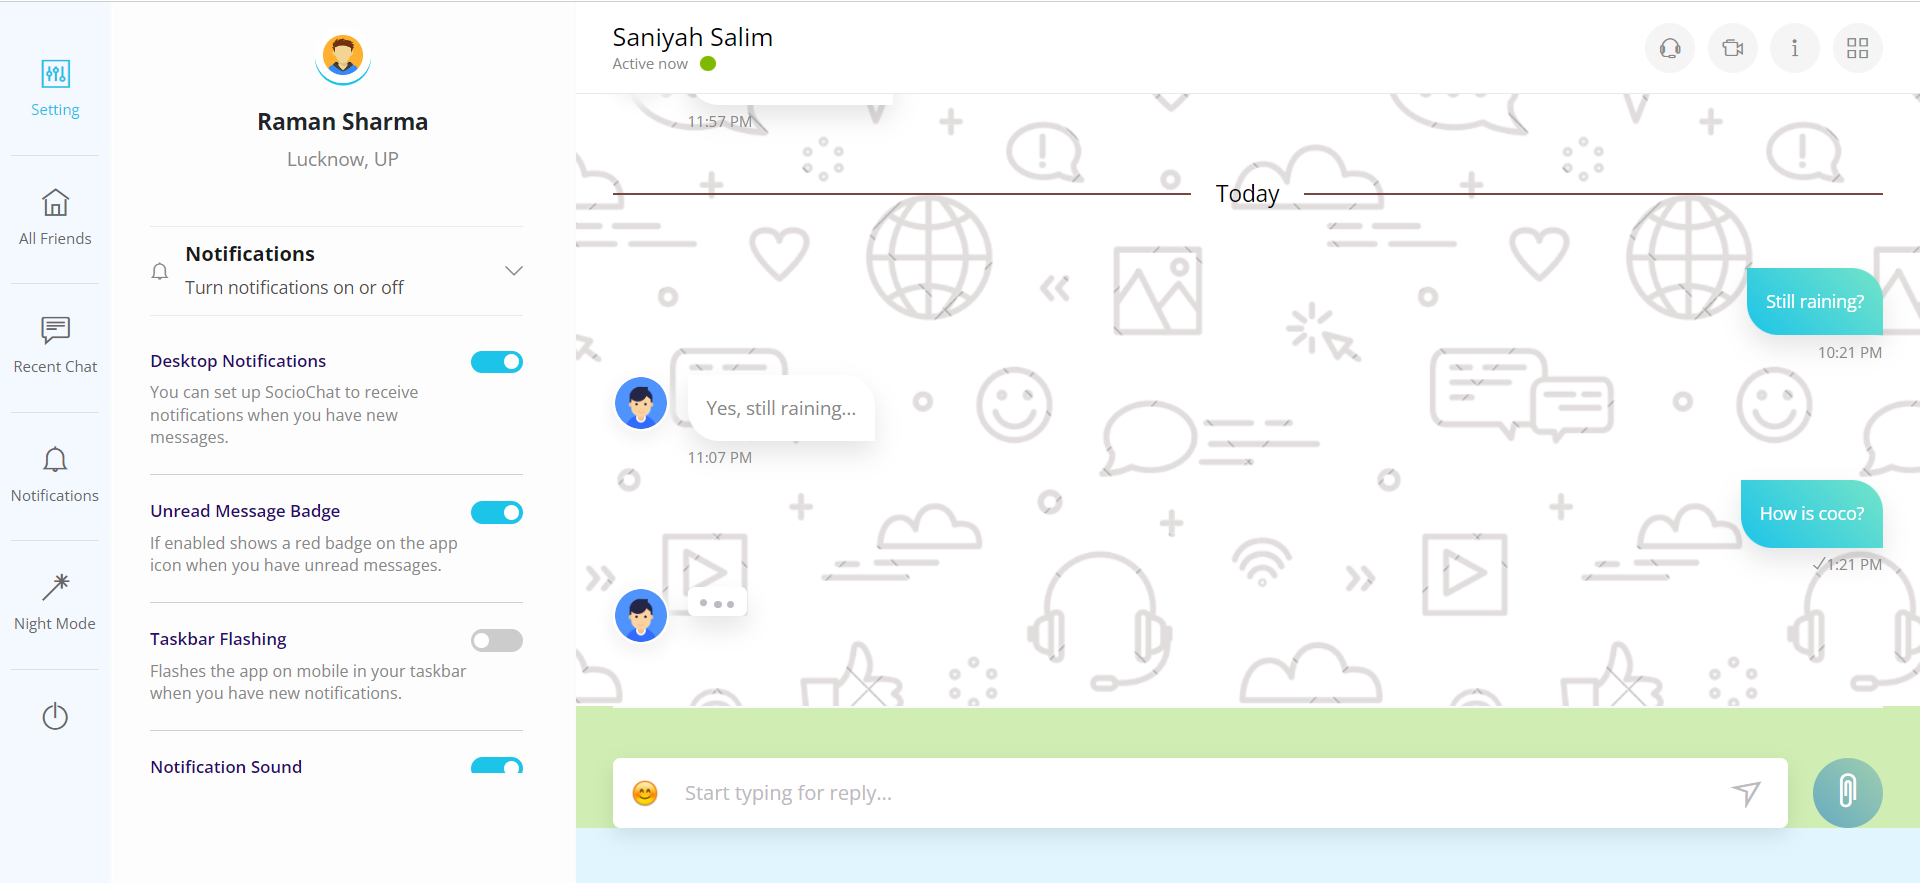 Setting
All Friends
Recent Chat
Notifications
Night Mode
Raman Sharma
Lucknow, UP
Notifications
Turn notifications on or off
Desktop Notifications
You can set up SocioChat to receive
notifications when you have new
messages.
Unread Message Badge
If enabled shows a red badge on the app
icon when you have unread messages.
Taskbar Flashing
Flashes the app on mobile in your taskbar
when you have new notifications.
Notification Sound
Saniyah Salim
Active now
11:57 PM
Today
Still raining?
10:21 PM
Yes, still raining...
11:07 PM
How is coco?
1:21 PM
Start typing for reply...